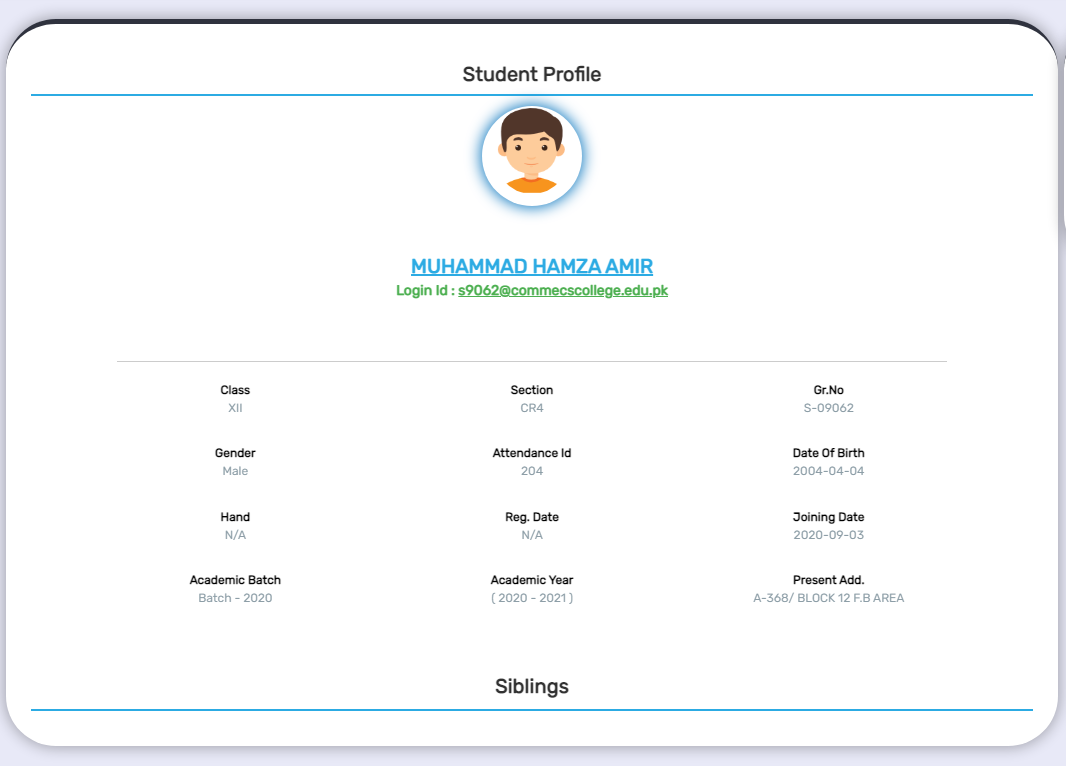 Student Profile
MUHAMMAD HAMZA AMIR
Login Id : s9062@commecscollege.edu.pk
Class Section Gr.No
XII CR4 S-09062
Gender Attendance Id Date Of Birth
Male 204 2004-04-04
Hand Reg. Date Joining Date
N/A N/A 2020-09-03
Academic Batch Academic Year Present Add.
Batch - 2020 ( 2020 - 2021 ) A-368/ BLOCK 12 F.B AREA
Siblings